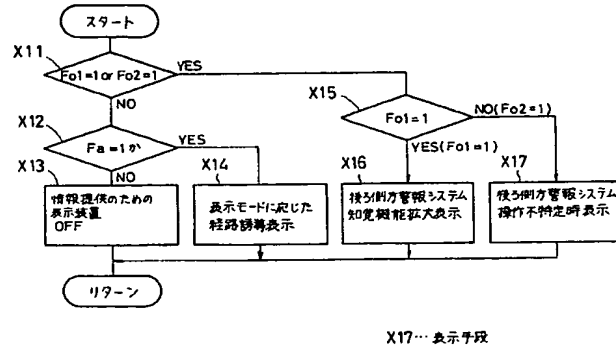 スタート
X11
Fo1=1 or Fo2=1
YES
NO
X12
Fa=1か
YES
NO
X13
情報提供のための
表示装置
OFF
X14
表示モードに応じた
経路誘導表示
X15
Fo1=1
NO(Fo2=1)
YES(Fo1=1)
X16
後ろ側方警報システム
知覚機能拡大表示
X17
後ろ側方警報システム
操作不特定時表示
リターン
X17…表示手段